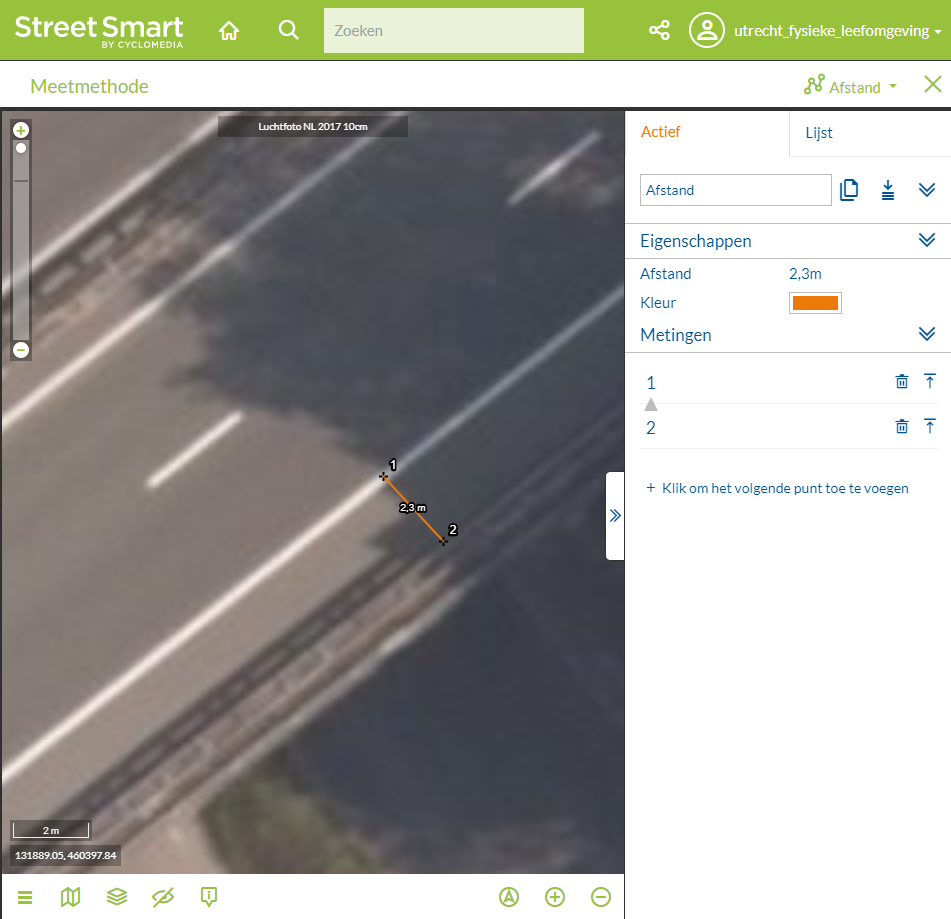 Street Smart
BY CYCLOMEDIA
Zoeken
utrecht_fysieke_leefomgeving
Meetmethode
Afstand
Luchtfoto NL 2017 10cm
Actief
Lijst
Afstand
Eigenschappen
Afstand 2,3m
Kleur
Metingen
1
2
+ Klik om het volgende punt toe te voegen
1
2,3 m
2
2 m
131889.05, 460397.84